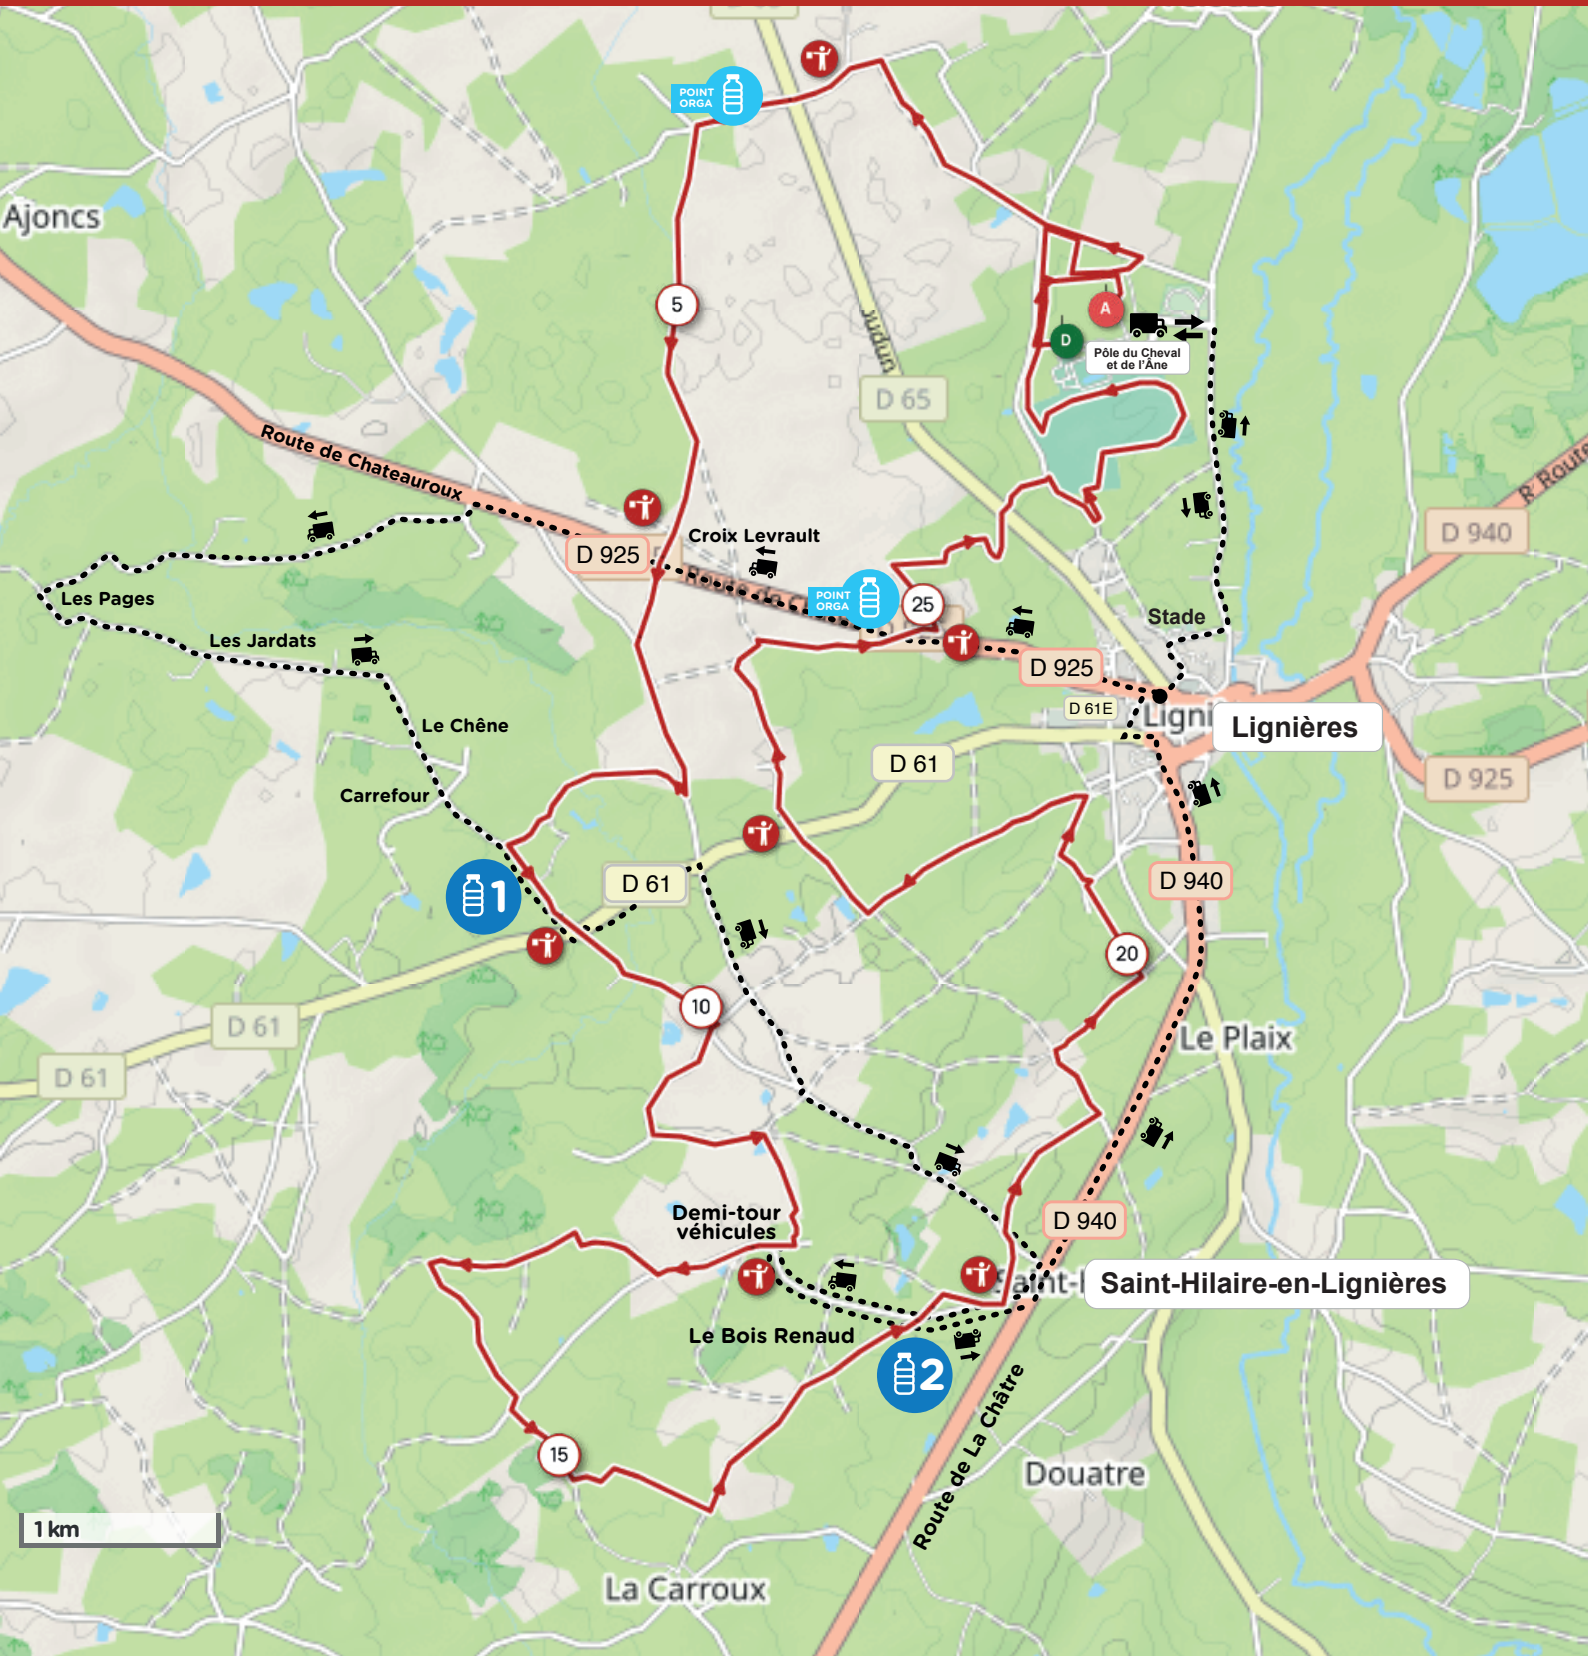 POINT
ORGA
Ajoncs
5
A
D
Pôle du Cheval
et de l'Âne
D 65
Route de Chateauroux
R Route
D 940
Croix Levrault
D 925
POINT
ORGA
25
Les Pages
Stade
Les Jardats
D 925
D 61E
Lignières
Le Chêne
D 61
D 925
Carrefour
D 61
D 940
1
20
10
D 61
Le Plaix
D 61
Demi-tour
véhicules
D 940
Saint-Hilaire-en-Lignières
Le Bois Renaud
2
Route de La Châtre
15
Douatre
1 km
La Carroux